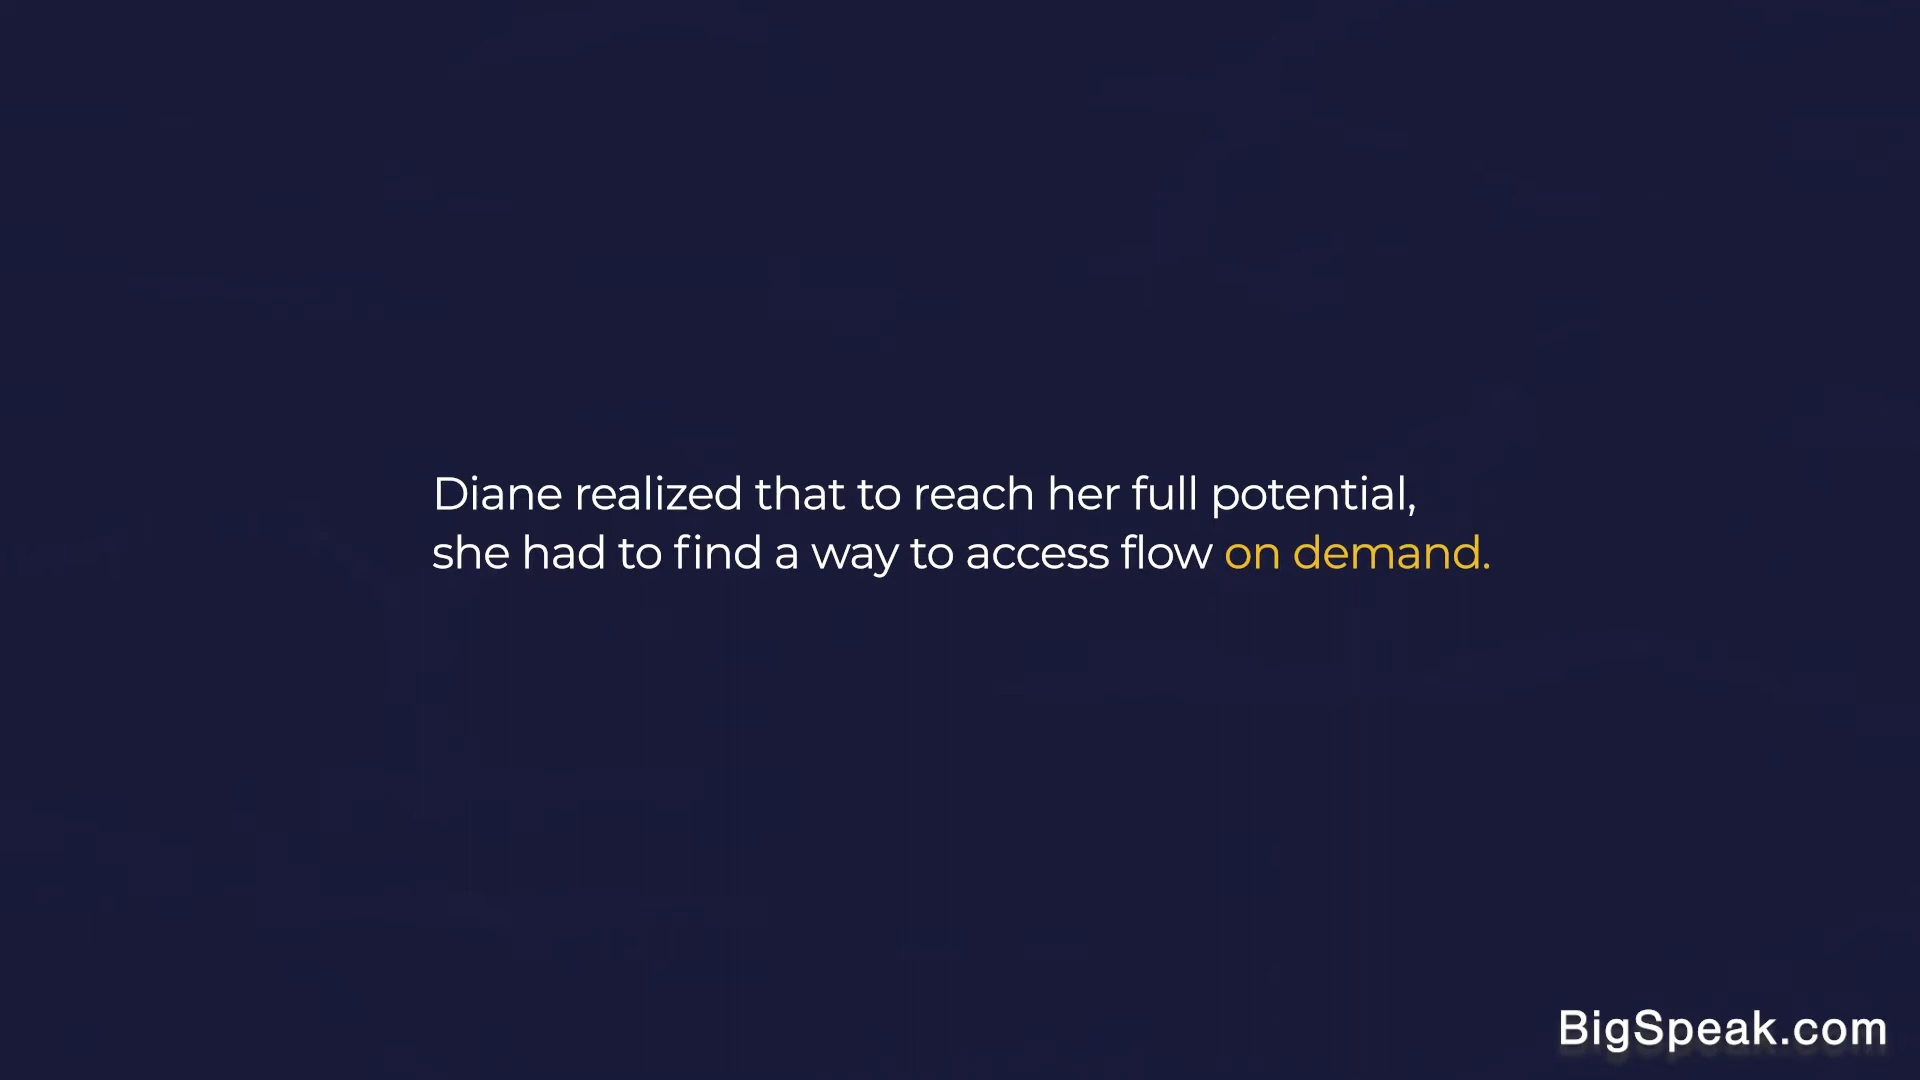 Diane realized that to reach her full potential,
she had to find a way to access flow on demand.
BigSpeak.com